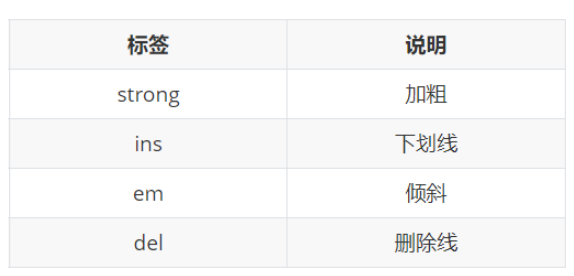 标签 说明
strong 加粗
ins 下划线
em 倾斜
del 删除线